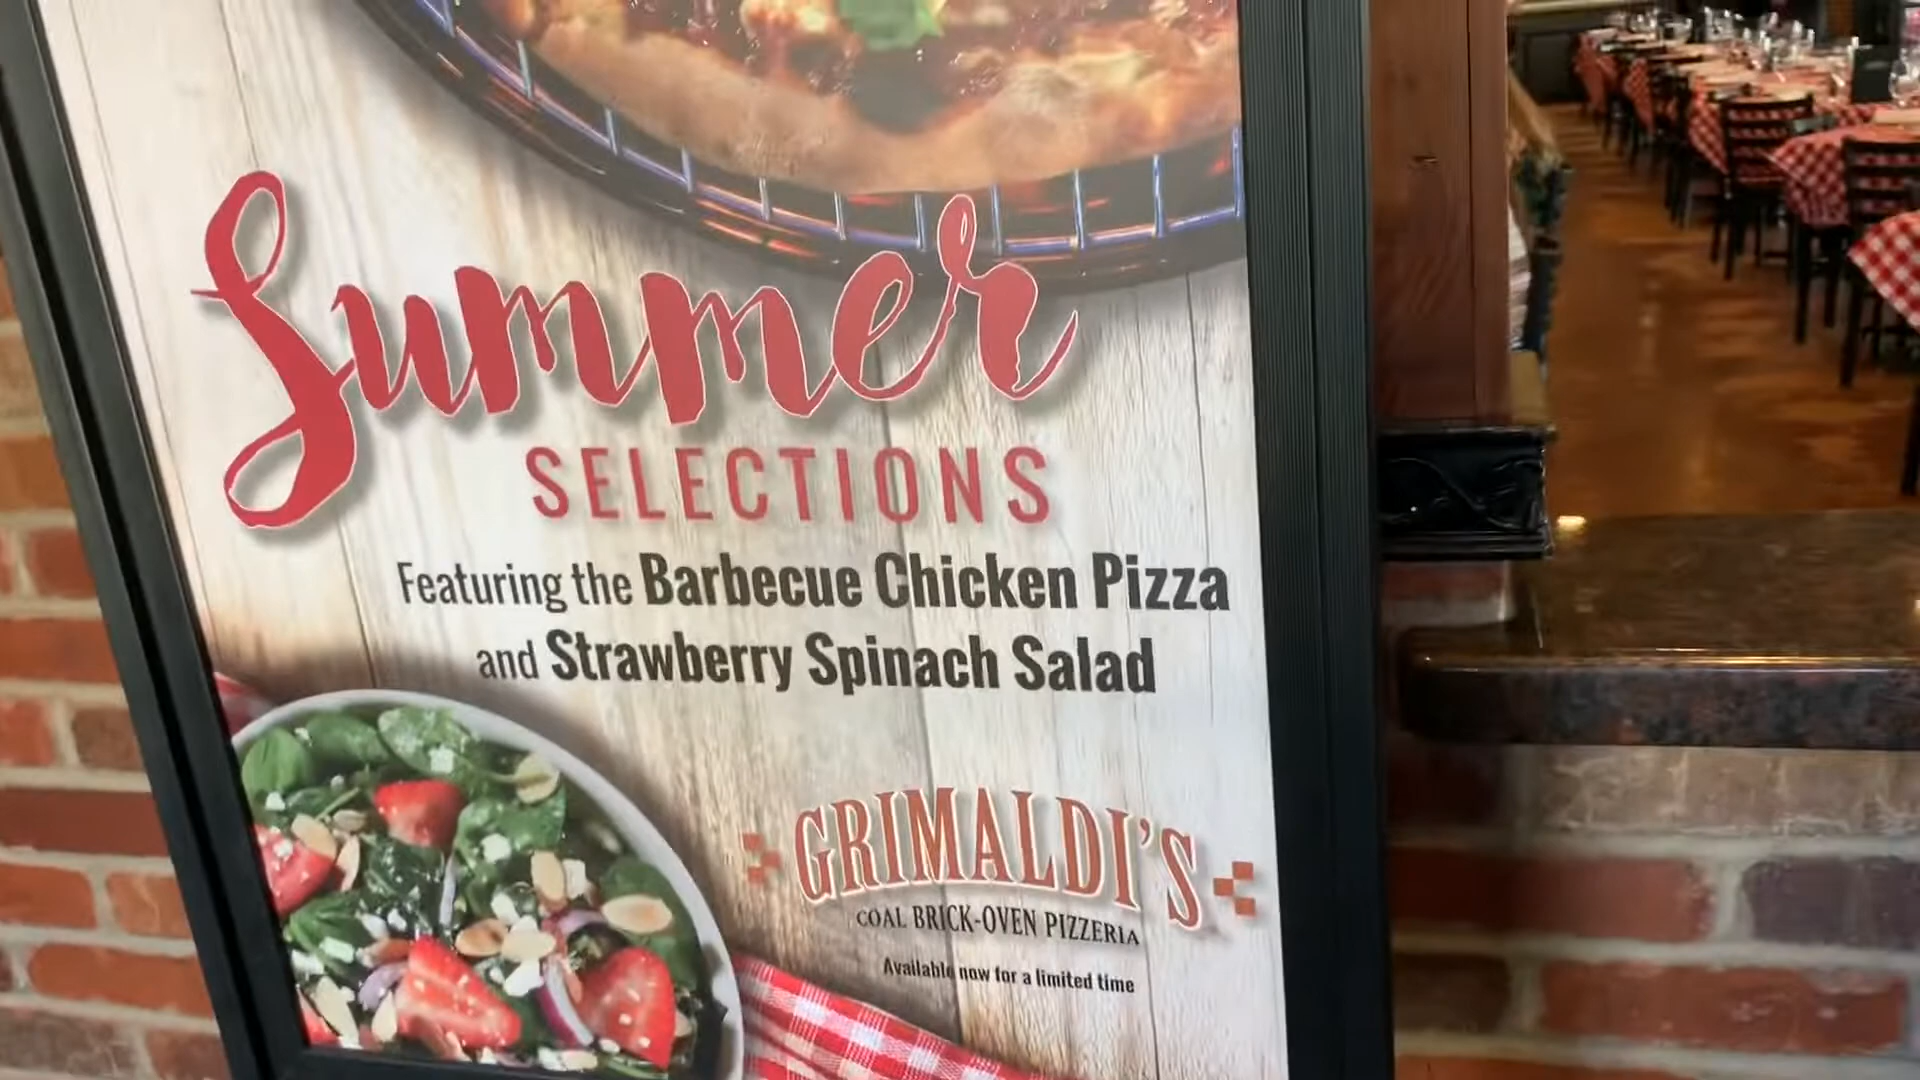 Summer
SELECTIONS
Featuring the Barbecue Chicken Pizza
and Strawberry Spinach Salad
GRIMALDI'S
COAL BRICK-OVEN PIZZERIA
Available now for a limited time